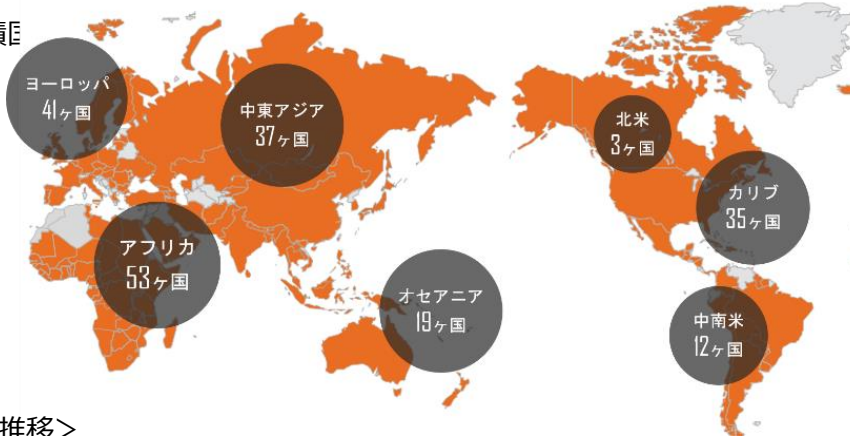 績国
ヨーロッパ
41ヶ国
中東アジア
37ヶ国
北米
3ヶ国
カリブ
35ヶ国
アフリカ
53ヶ国
オセアニア
19ヶ国
中南米
12ヶ国
推移＞